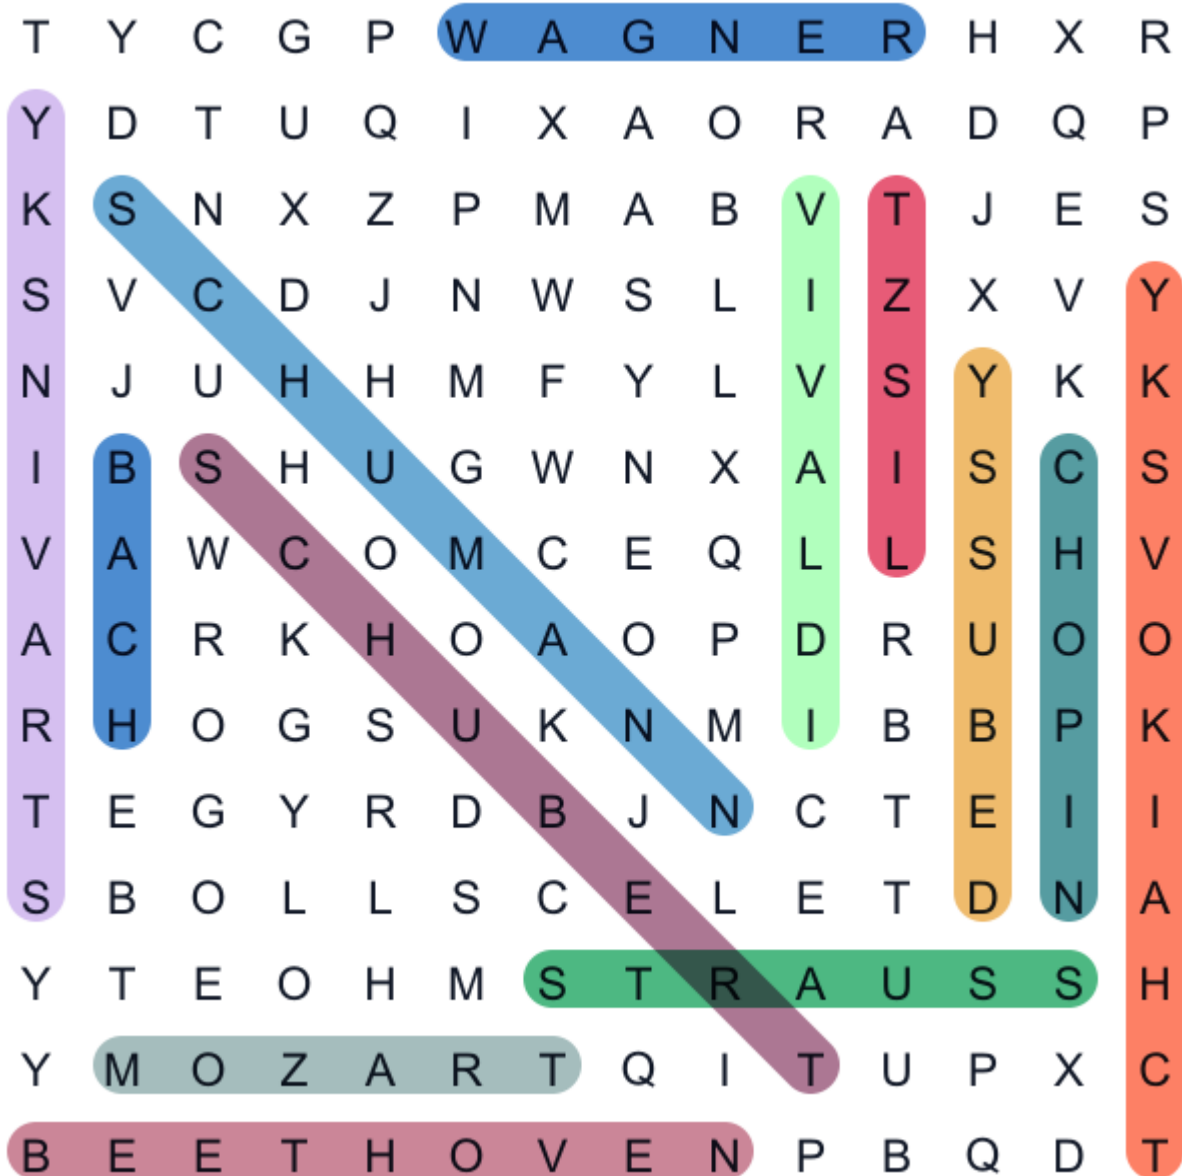 T Y C G P W A G N E R H X R
Y D T U Q I X A O R A D Q P
K S N X Z P M A B V T J E S
S V C D J N W S L I Z X V Y
N J U H H M F Y L V S Y K K
I B S H U G W N X A I S C S
V A W C O M C E Q L L S H V
A C R K H O A O P D R U O O
R H O G S U K N M I B B P K
T E G Y R D B J N C T E I I
S B O L L S C E L E T D N A
Y T E O H M S T R A U S S H
Y M O Z A R T Q I T U P X C
B E E T H O V E N P B Q D T